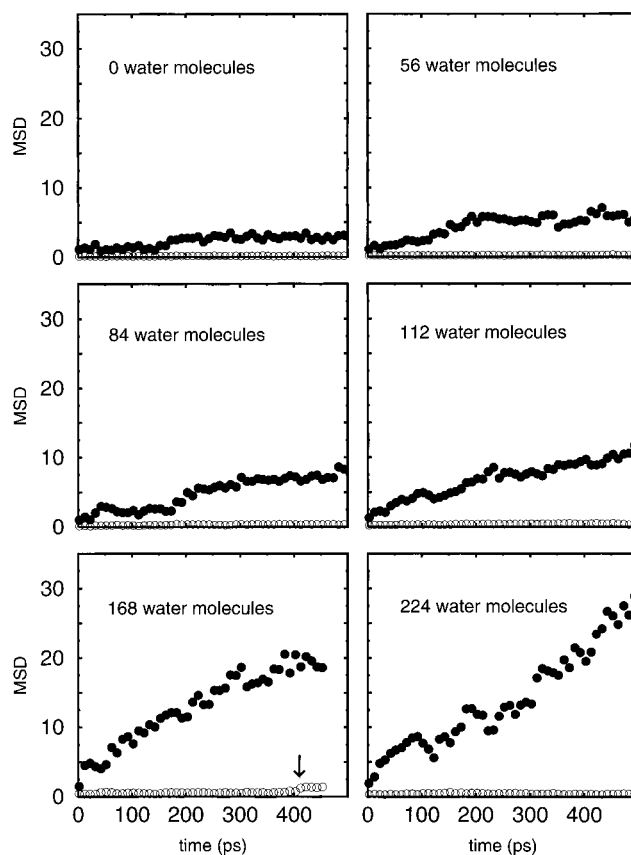 0 water molecules
56 water molecules
MSD
30
20
10
0
84 water molecules
112 water molecules
MSD
30
20
10
0
168 water molecules
224 water molecules
MSD
30
20
10
0
0 100 200 300 400
0 100 200 300 400
time (ps)
time (ps)